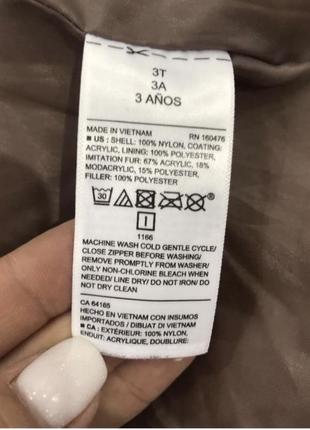 3T
3A
3 AÑOS
MADE IN VIETNAM RN 160476
■ US : SHELL: 100% NYLON, COATING:
ACRYLIC, LINING: 100% POLYESTER,
IMITATION FUR: 67% ACRYLIC, 18%
MODACRYLIC, 15% POLYESTER,
FILLER: 100% POLYESTER
30
I
1166
MACHINE WASH COLD GENTLE CYCLE/
CLOSE ZIPPER BEFORE WASHING/
REMOVE PROMPTLY FROM WASHER/
ONLY NON-CHLORINE BLEACH WHEN
NEEDED/ LINE DRY/ DO NOT IRON/ DO
NOT DRY CLEAN
CA 64165
HECHO EN VIETNAM CON INSUMOS
IMPORTADOS / DIBUAT DI VIETNAM
■ CA : EXTÉRIEUR: 100% NYLON,
ENDUIT: ACRYLIQUE, DOUBLURE: